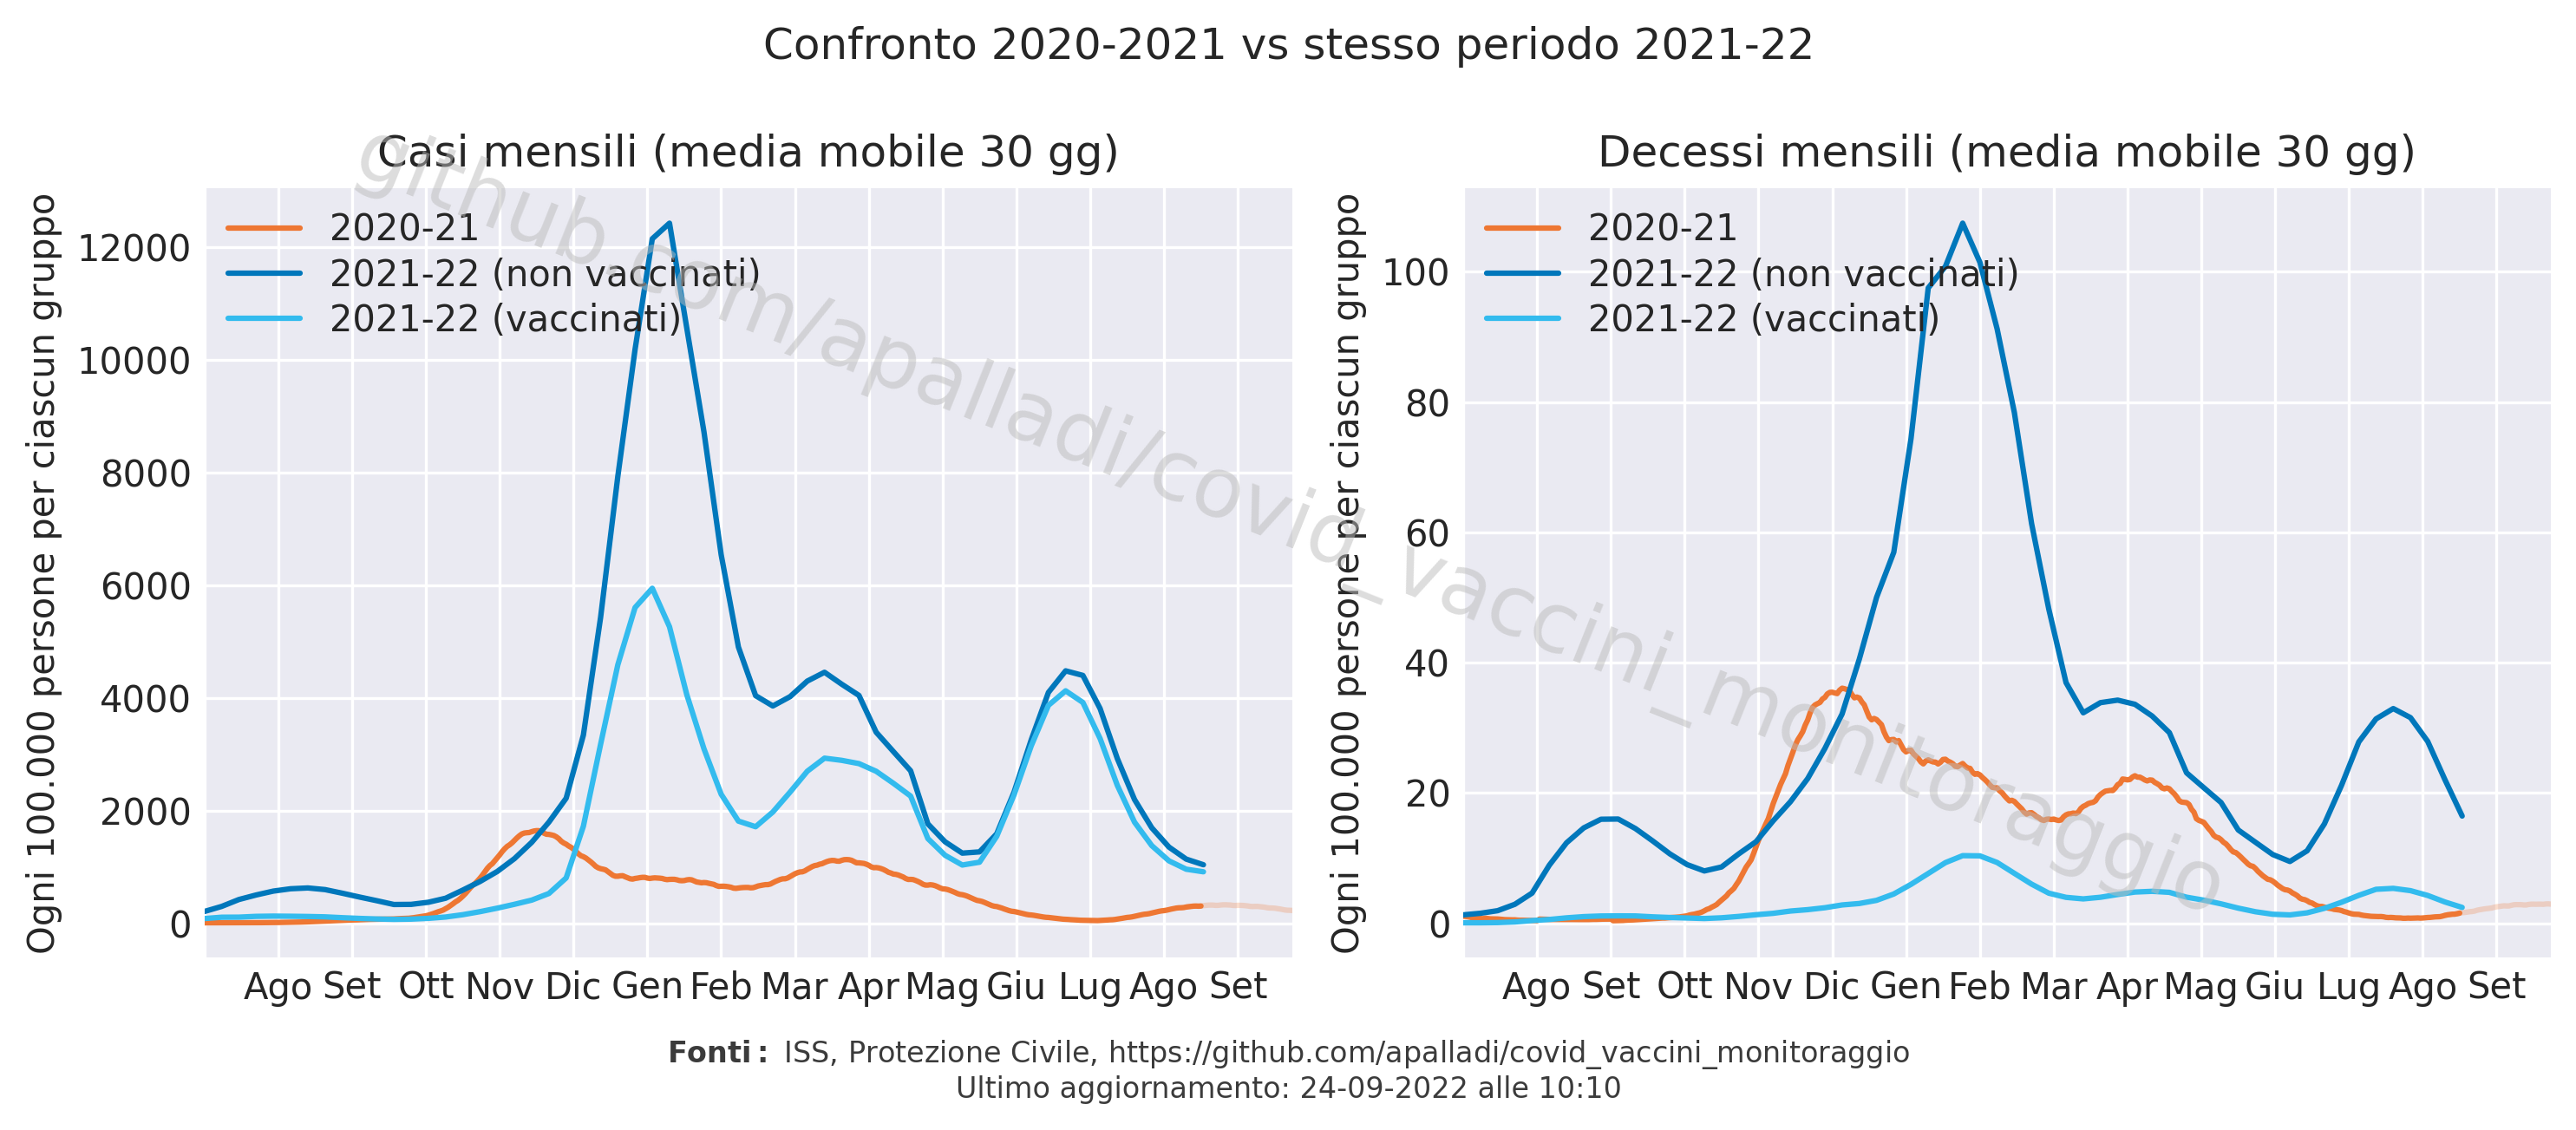 Confronto 2020-2021 vs stesso periodo 2021-22
Casi mensili (media mobile 30 gg)
Ogni 100.000 persone per ciascun gruppo
12000
10000
8000
6000
4000
2000
0
2020-21
2021-22 (non vaccinati)
2021-22 (vaccinati)
Ago Set Ott Nov Dic Gen Feb Mar Apr Mag Giu Lug Ago Set
Decessi mensili (media mobile 30 gg)
Ogni 100.000 persone per ciascun gruppo
100
80
60
40
20
0
2020-21
2021-22 (non vaccinati)
2021-22 (vaccinati)
Ago Set Ott Nov Dic Gen Feb Mar Apr Mag Giu Lug Ago Set
github.com/apalladi/covid_vaccini_monitoraggio
Fonti: ISS, Protezione Civile, https://github.com/apalladi/covid_vaccini_monitoraggio
Ultimo aggiornamento: 24-09-2022 alle 10:10